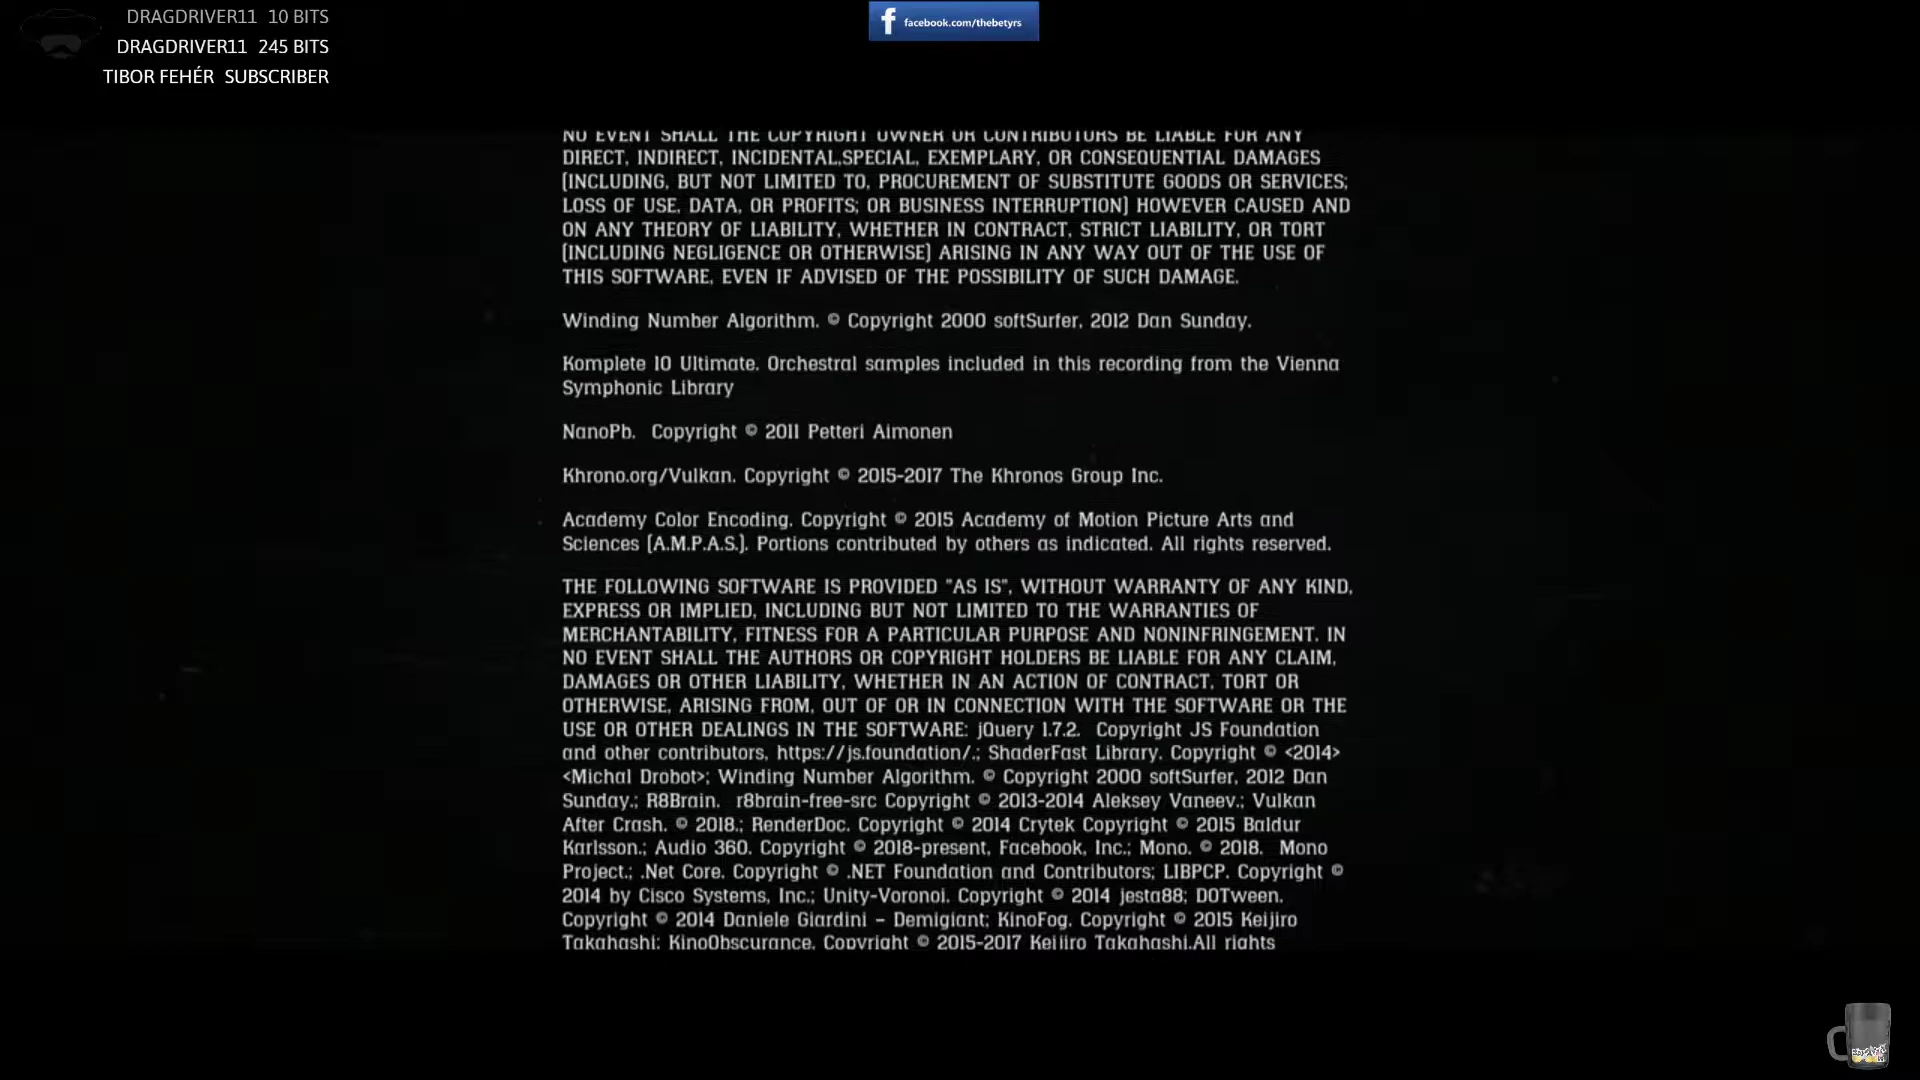 DRAGDRIVER11 10 BITS
DRAGDRIVER11 245 BITS
TIBOR FEHÉR SUBSCRIBER
facebook.com/thebetyrs
NO EVENT SHALL THE COPYRIGHT OWNER OR CONTRIBUTORS BE LIABLE FOR ANY
DIRECT, INDIRECT, INCIDENTAL,SPECIAL, EXEMPLARY, OR CONSEQUENTIAL DAMAGES
(INCLUDING, BUT NOT LIMITED TO, PROCUREMENT OF SUBSTITUTE GOODS OR SERVICES;
LOSS OF USE, DATA, OR PROFITS; OR BUSINESS INTERRUPTION) HOWEVER CAUSED AND
ON ANY THEORY OF LIABILITY, WHETHER IN CONTRACT, STRICT LIABILITY, OR TORT
(INCLUDING NEGLIGENCE OR OTHERWISE) ARISING IN ANY WAY OUT OF THE USE OF
THIS SOFTWARE, EVEN IF ADVISED OF THE POSSIBILITY OF SUCH DAMAGE.
Winding Number Algorithm. © Copyright 2000 softSurfer, 2012 Dan Sunday.
Komplete 10 Ultimate. Orchestral samples included in this recording from the Vienna
Symphonic Library
NanoPb. Copyright © 2011 Petteri Aimonen
Khrono.org/Vulkan. Copyright © 2015-2017 The Khronos Group Inc.
Academy Color Encoding. Copyright © 2015 Academy of Motion Picture Arts and
Sciences (A.M.P.A.S.). Portions contributed by others as indicated. All rights reserved.
THE FOLLOWING SOFTWARE IS PROVIDED "AS IS", WITHOUT WARRANTY OF ANY KIND,
EXPRESS OR IMPLIED, INCLUDING BUT NOT LIMITED TO THE WARRANTIES OF
MERCHANTABILITY, FITNESS FOR A PARTICULAR PURPOSE AND NONINFRINGEMENT. IN
NO EVENT SHALL THE AUTHORS OR COPYRIGHT HOLDERS BE LIABLE FOR ANY CLAIM,
DAMAGES OR OTHER LIABILITY, WHETHER IN AN ACTION OF CONTRACT, TORT OR
OTHERWISE, ARISING FROM, OUT OF OR IN CONNECTION WITH THE SOFTWARE OR THE
USE OR OTHER DEALINGS IN THE SOFTWARE: jQuery 1.7.2. Copyright JS Foundation
and other contributors, https://js.foundation/.; ShaderFast Library. Copyright © <2014>
<Michal Drobot>; Winding Number Algorithm. © Copyright 2000 softSurfer, 2012 Dan
Sunday.; R8Brain. r8brain-free-src Copyright © 2013-2014 Aleksey Vaneev.; Vulkan
After Crash. © 2018.; RenderDoc. Copyright © 2014 Crytek Copyright © 2015 Baldur
Karlsson.; Audio 360. Copyright © 2018-present, Facebook, Inc.; Mono. © 2018. Mono
Project.; .Net Core. Copyright © .NET Foundation and Contributors; LIBPCP. Copyright ©
2014 by Cisco Systems, Inc.; Unity-Voronoi. Copyright © 2014 jesta88; DOTween.
Copyright © 2014 Daniele Giardini - Demigiant; KinoFog. Copyright © 2015 Keijiro
Takahashi; KinoObscurance. Copyright © 2015-2017 Keijiro Takahashi.All rights